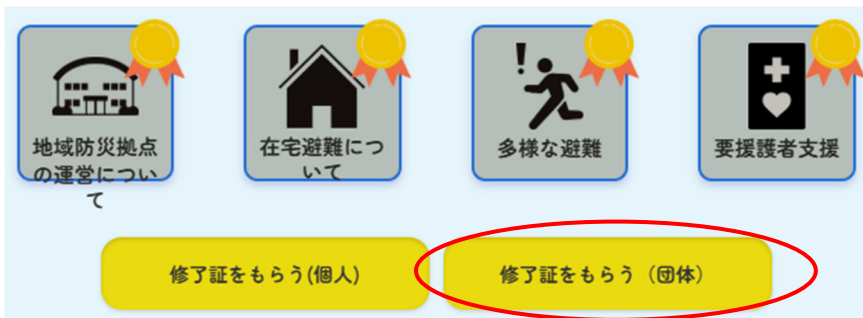 地域防災拠点
の運営につい
て
在宅避難につ
いて
多様な避難
要援護者支援
修了証をもらう(個人)
修了証をもらう（団体）